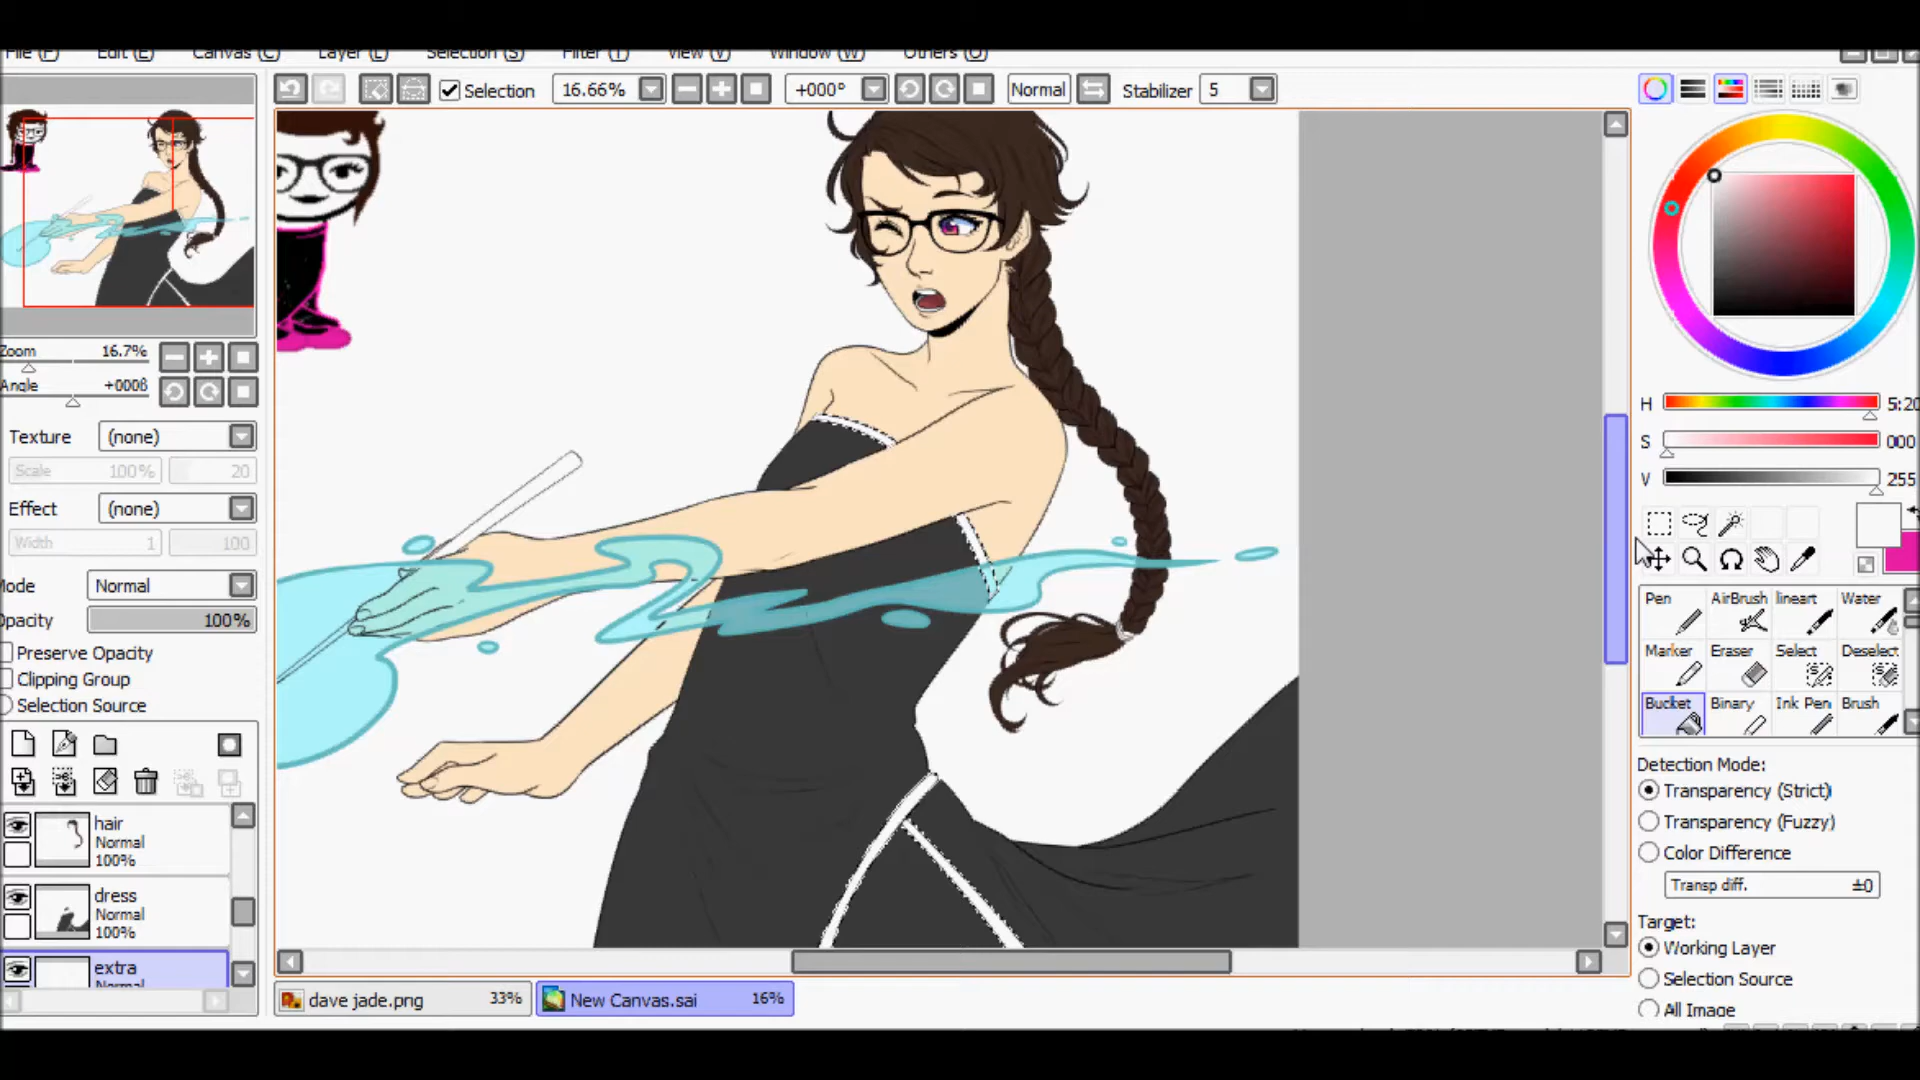 File (F) Edit (E) Canvas (C) Layer (L) Selection (S) Filter (T) View (V) Window (W) Others (O)
Selection 16.66% +000° Normal Stabilizer 5
Zoom 16.7%
Angle +000ß
Texture (none)
Scale 100% 20
Effect (none)
Width 1 100
Mode Normal
Opacity 100%
Preserve Opacity
Clipping Group
Selection Source
hair
Normal
100%
dress
Normal
100%
extra
Normal
dave jade.png 33% New Canvas.sai 16%
H 5:20
S 000
V 255
Pen AirBrush lineart Water
Marker Eraser Select Deselect
Bucket Binary Ink Pen Brush
Detection Mode:
Transparency (Strict)
Transparency (Fuzzy)
Color Difference
Transp diff. ±0
Target:
Working Layer
Selection Source
All Image